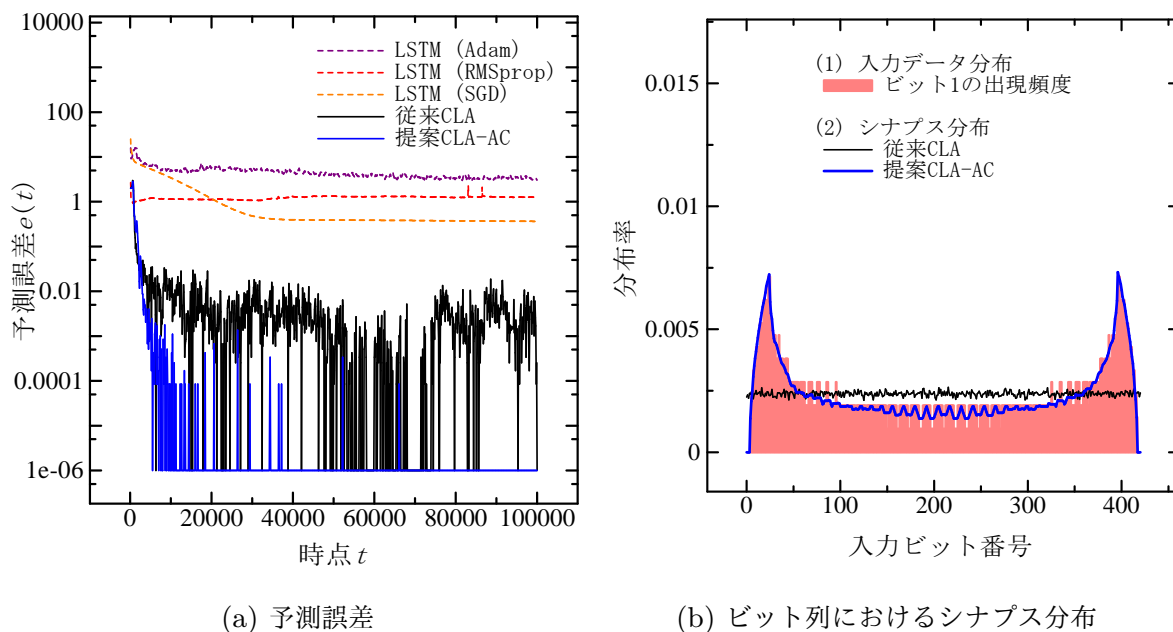 10000
100
1
0.01
0.0001
1e-06
予測誤差e(t)
LSTM (Adam)
LSTM (RMSprop)
LSTM (SGD)
従来CLA
提案CLA-AC
0 20000 40000 60000 80000 100000
時点 t
(a) 予測誤差
0.015
0.01
0.005
0
分布率
(1) 入力データ分布
ビット1の出現頻度
(2) シナプス分布
従来CLA
提案CLA-AC
0 100 200 300 400
入力ビット番号
(b) ビット列におけるシナプス分布